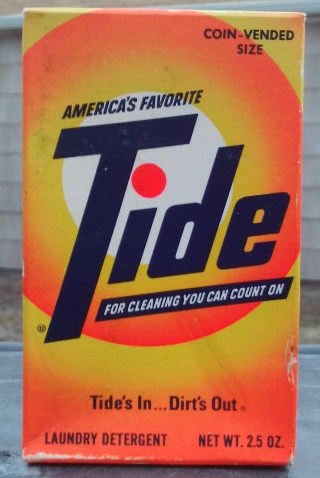 COIN-VENDED
SIZE
AMERICA'S FAVORITE
Tide
FOR CLEANING YOU CAN COUNT ON
Tide's In...Dirt's Out®
LAUNDRY DETERGENT NET WT. 2.5 OZ.